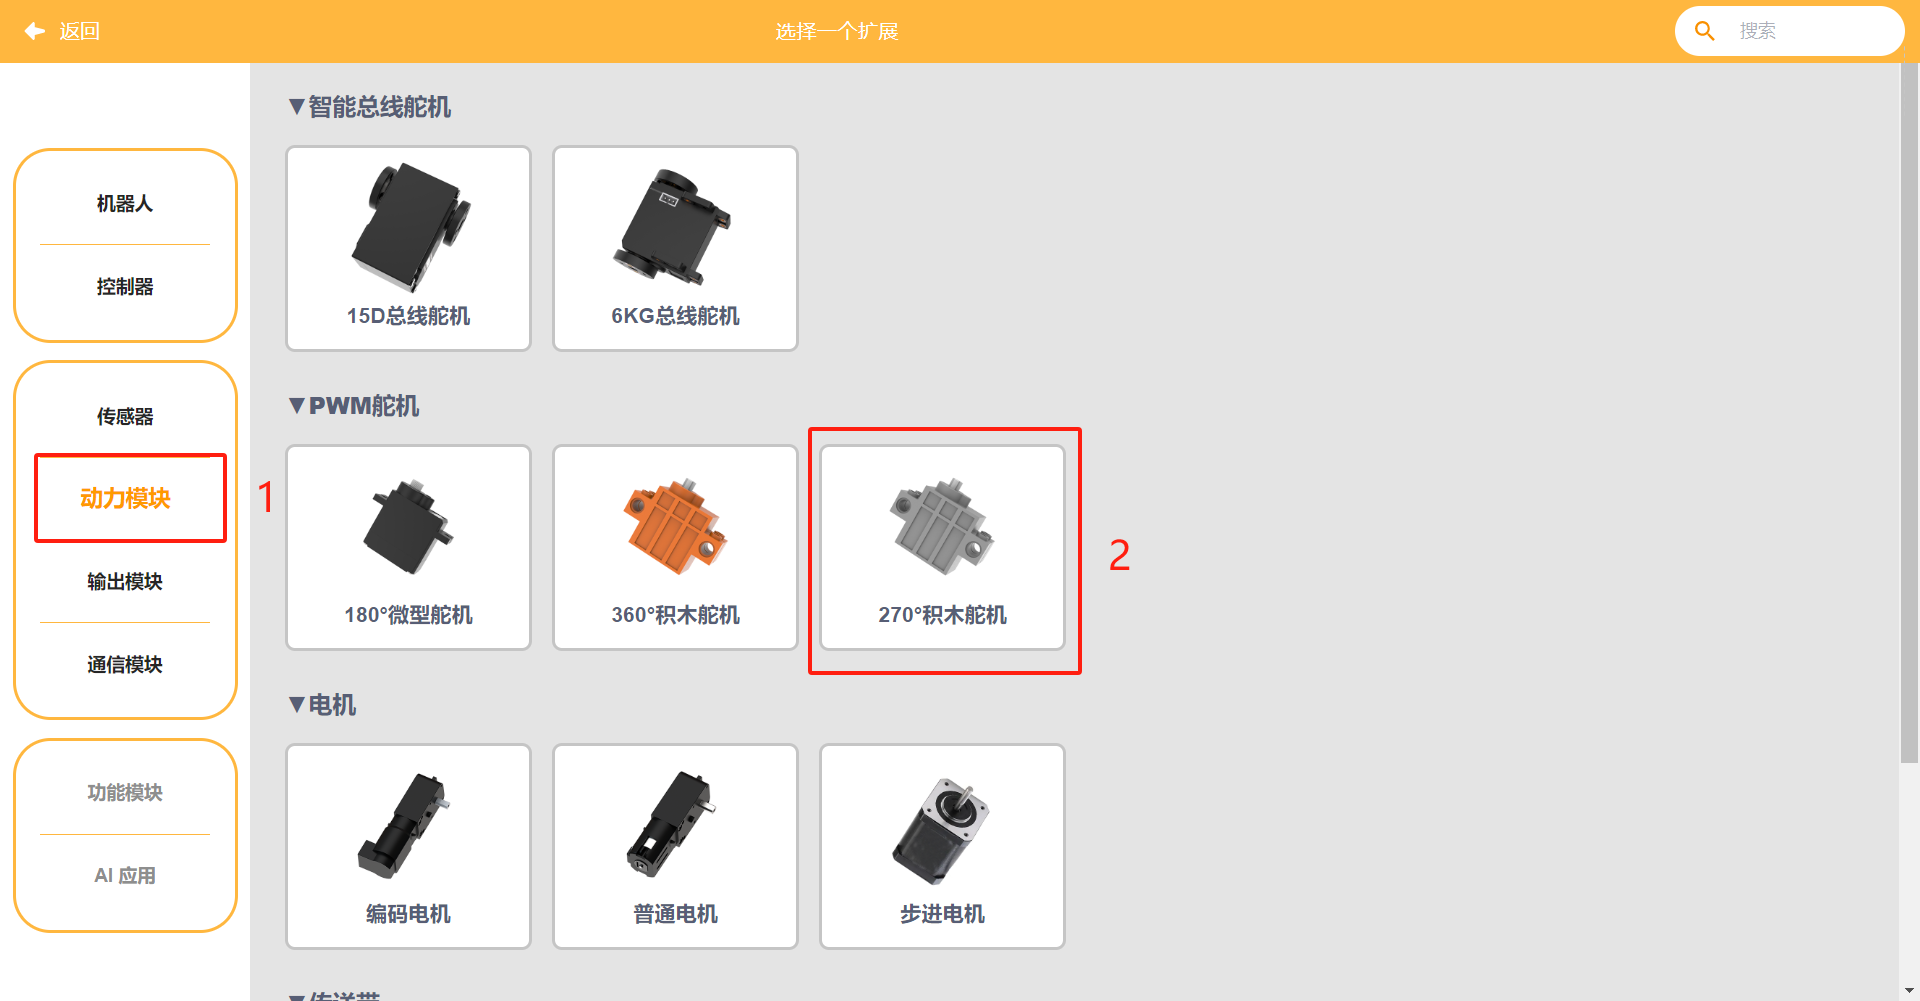 返回
选择一个扩展
搜索
机器人
控制器
传感器
动力模块
1
输出模块
通信模块
功能模块
AI 应用
▼智能总线舵机
15D总线舵机
6KG总线舵机
▼PWM舵机
180°微型舵机
360°积木舵机
270°积木舵机
2
▼电机
编码电机
普通电机
步进电机
▼传送带